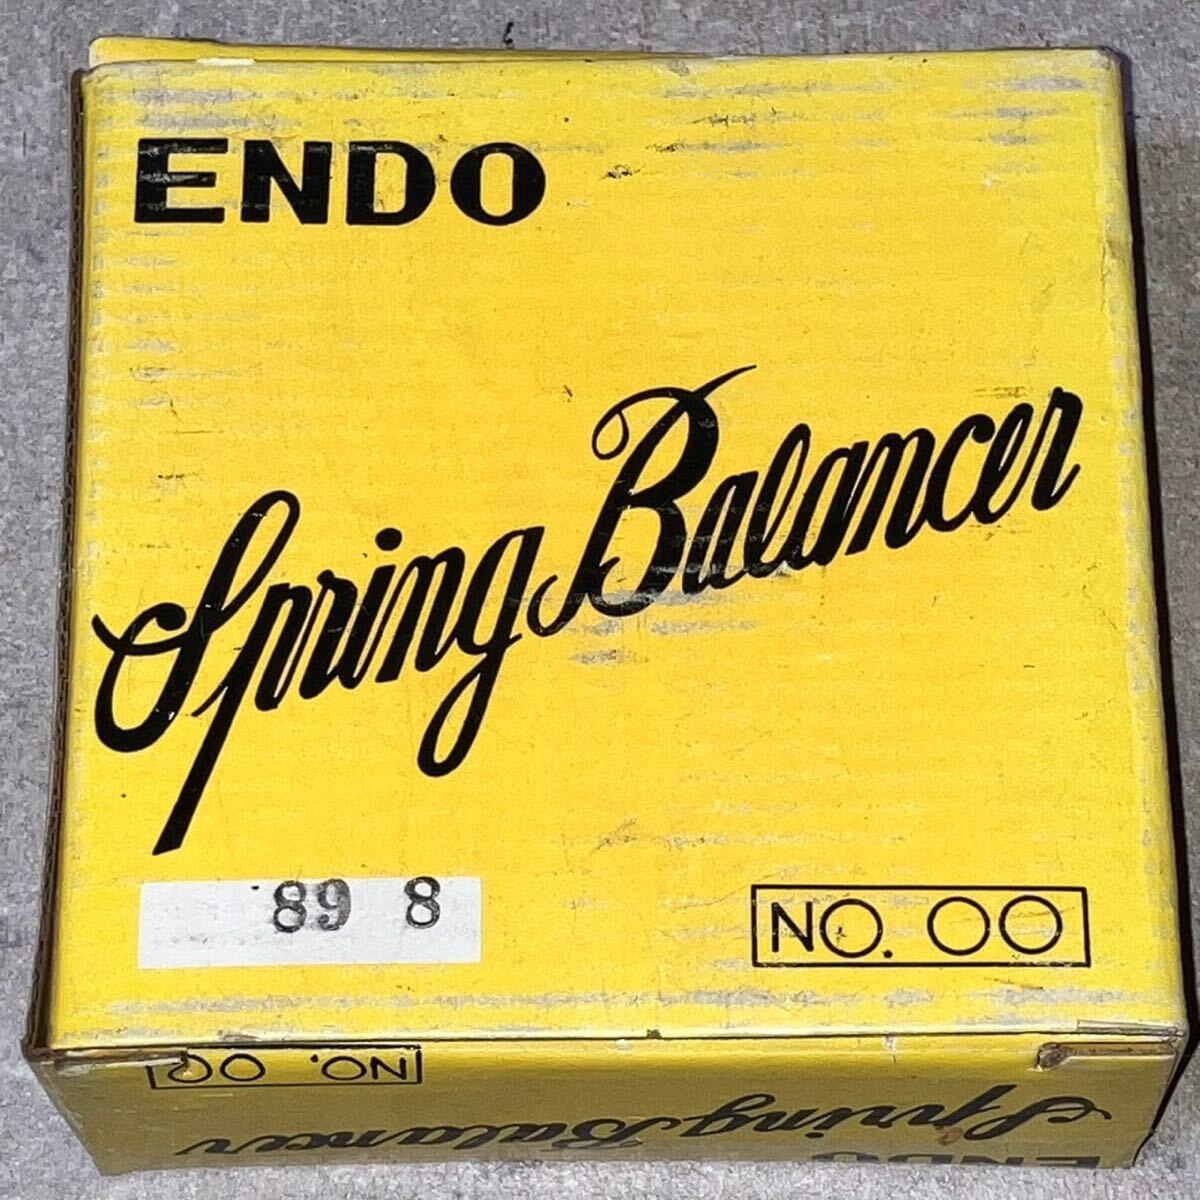 ENDO
Spring Balancer
89 8
NO. OO
NO. OO
Spring Balancer
ENDO